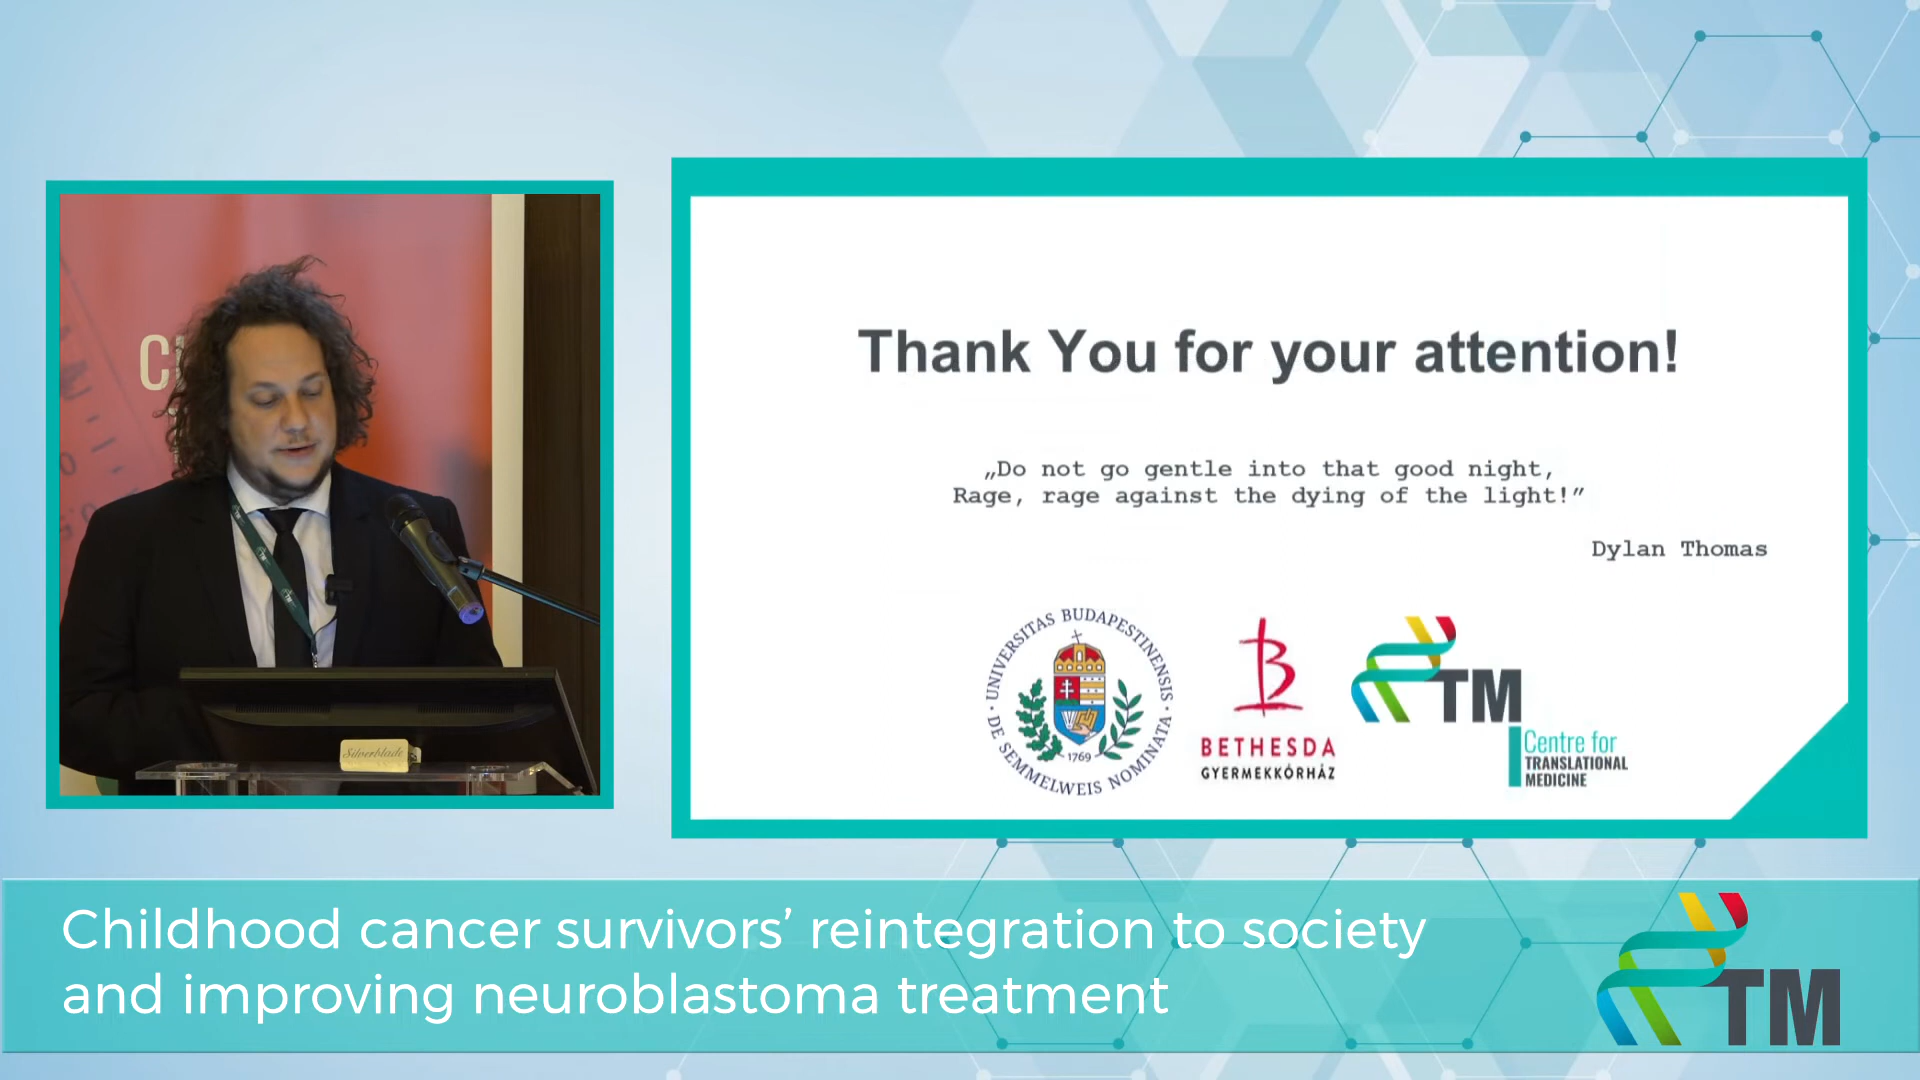 Thank You for your attention!
„Do not go gentle into that good night,
Rage, rage against the dying of the light!”
Dylan Thomas
UNIVERSITAS BUDAPESTINENSIS
DE SEMMELWEIS NOMINATA
1769
BETHESDA
GYERMEKKÓRHÁZ
TM
Centre for
TRANSLATIONAL
MEDICINE
Silverblade
Childhood cancer survivors’ reintegration to society
and improving neuroblastoma treatment
TM